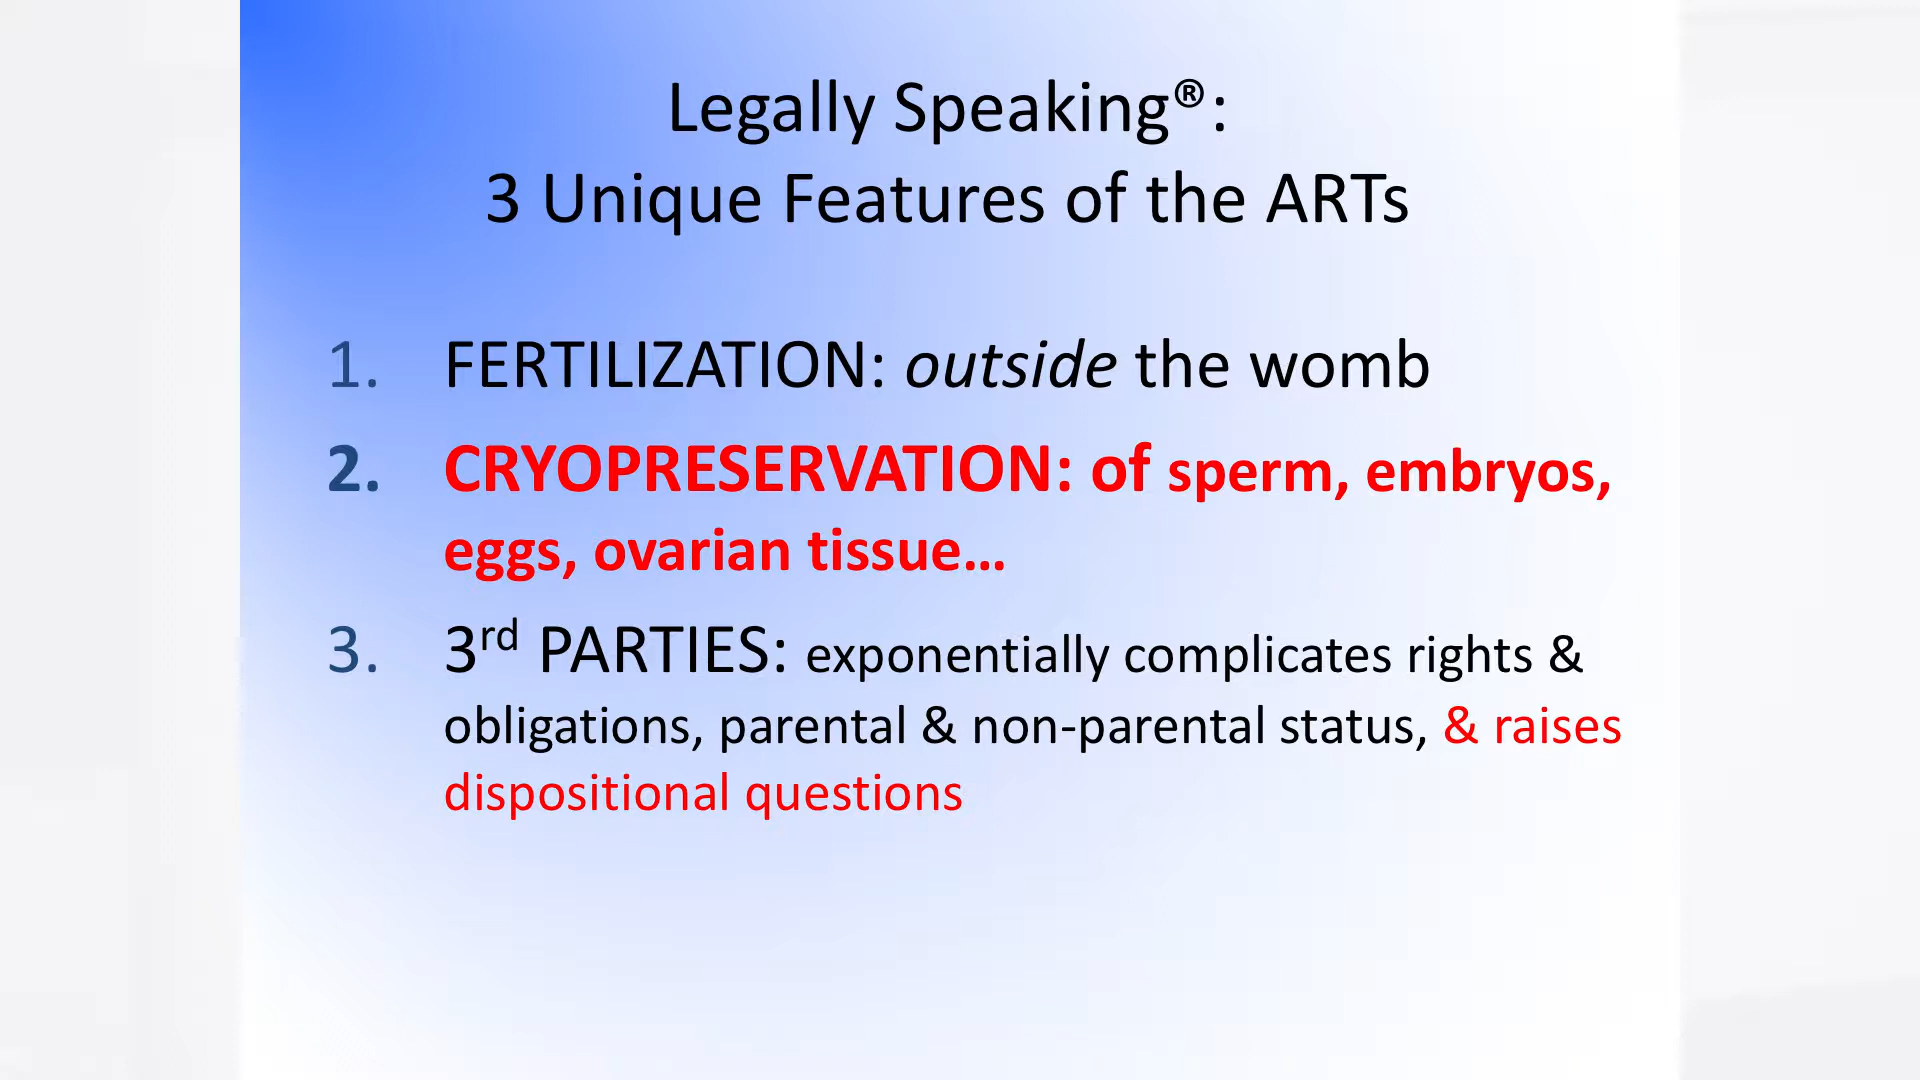 Legally Speaking®:
3 Unique Features of the ARTs
1. FERTILIZATION: outside the womb
2. CRYOPRESERVATION: of sperm, embryos,
eggs, ovarian tissue…
3. 3rd PARTIES: exponentially complicates rights &
obligations, parental & non-parental status, & raises
dispositional questions